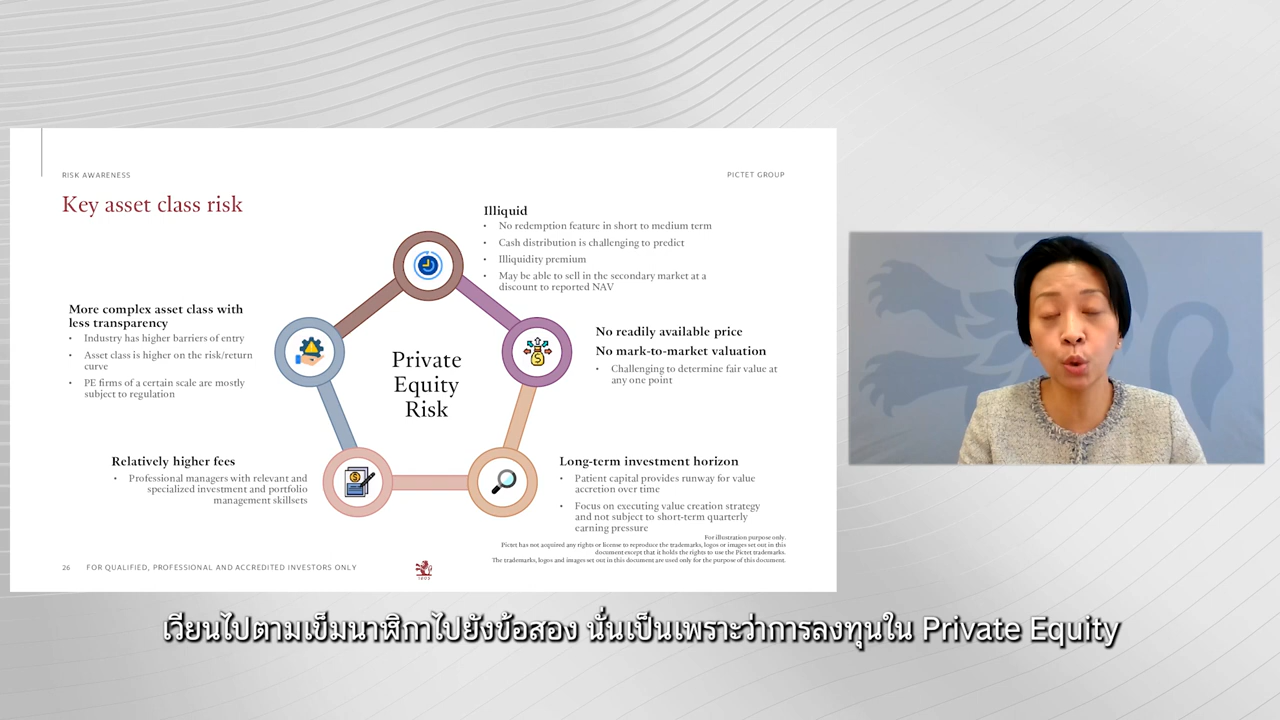 RISK AWARENESS
PICTET GROUP
Key asset class risk
Illiquid
• No redemption feature in short to medium term
• Cash distribution is challenging to predict
• Illiquidity premium
• May be able to sell in the secondary market at a
discount to reported NAV
More complex asset class with
less transparency
• Industry has higher barriers of entry
• Asset class is higher on the risk/return
curve
• PE firms of a certain scale are mostly
subject to regulation
No readily available price
No mark-to-market valuation
• Challenging to determine fair value at
any one point
Private
Equity
Risk
Relatively higher fees
• Professional managers with relevant and
specialized investment and portfolio
management skillsets
Long-term investment horizon
• Patient capital provides runway for value
accretion over time
• Focus on executing value creation strategy
and not subject to short-term quarterly
earning pressure
For illustration purpose only.
Pictet has not acquired any rights or license to reproduce the trademarks, logos or images set out in this
document except that it holds the rights to use the Pictet trademarks.
The trademarks, logos and images set out in this document are used only for the purpose of this document.
26 FOR QUALIFIED, PROFESSIONAL AND ACCREDITED INVESTORS ONLY
1805
เวียนไปตามเข็มนาฬิกาไปยังข้อสอง นั่นเป็นเพราะว่าการลงทุนใน Private Equity